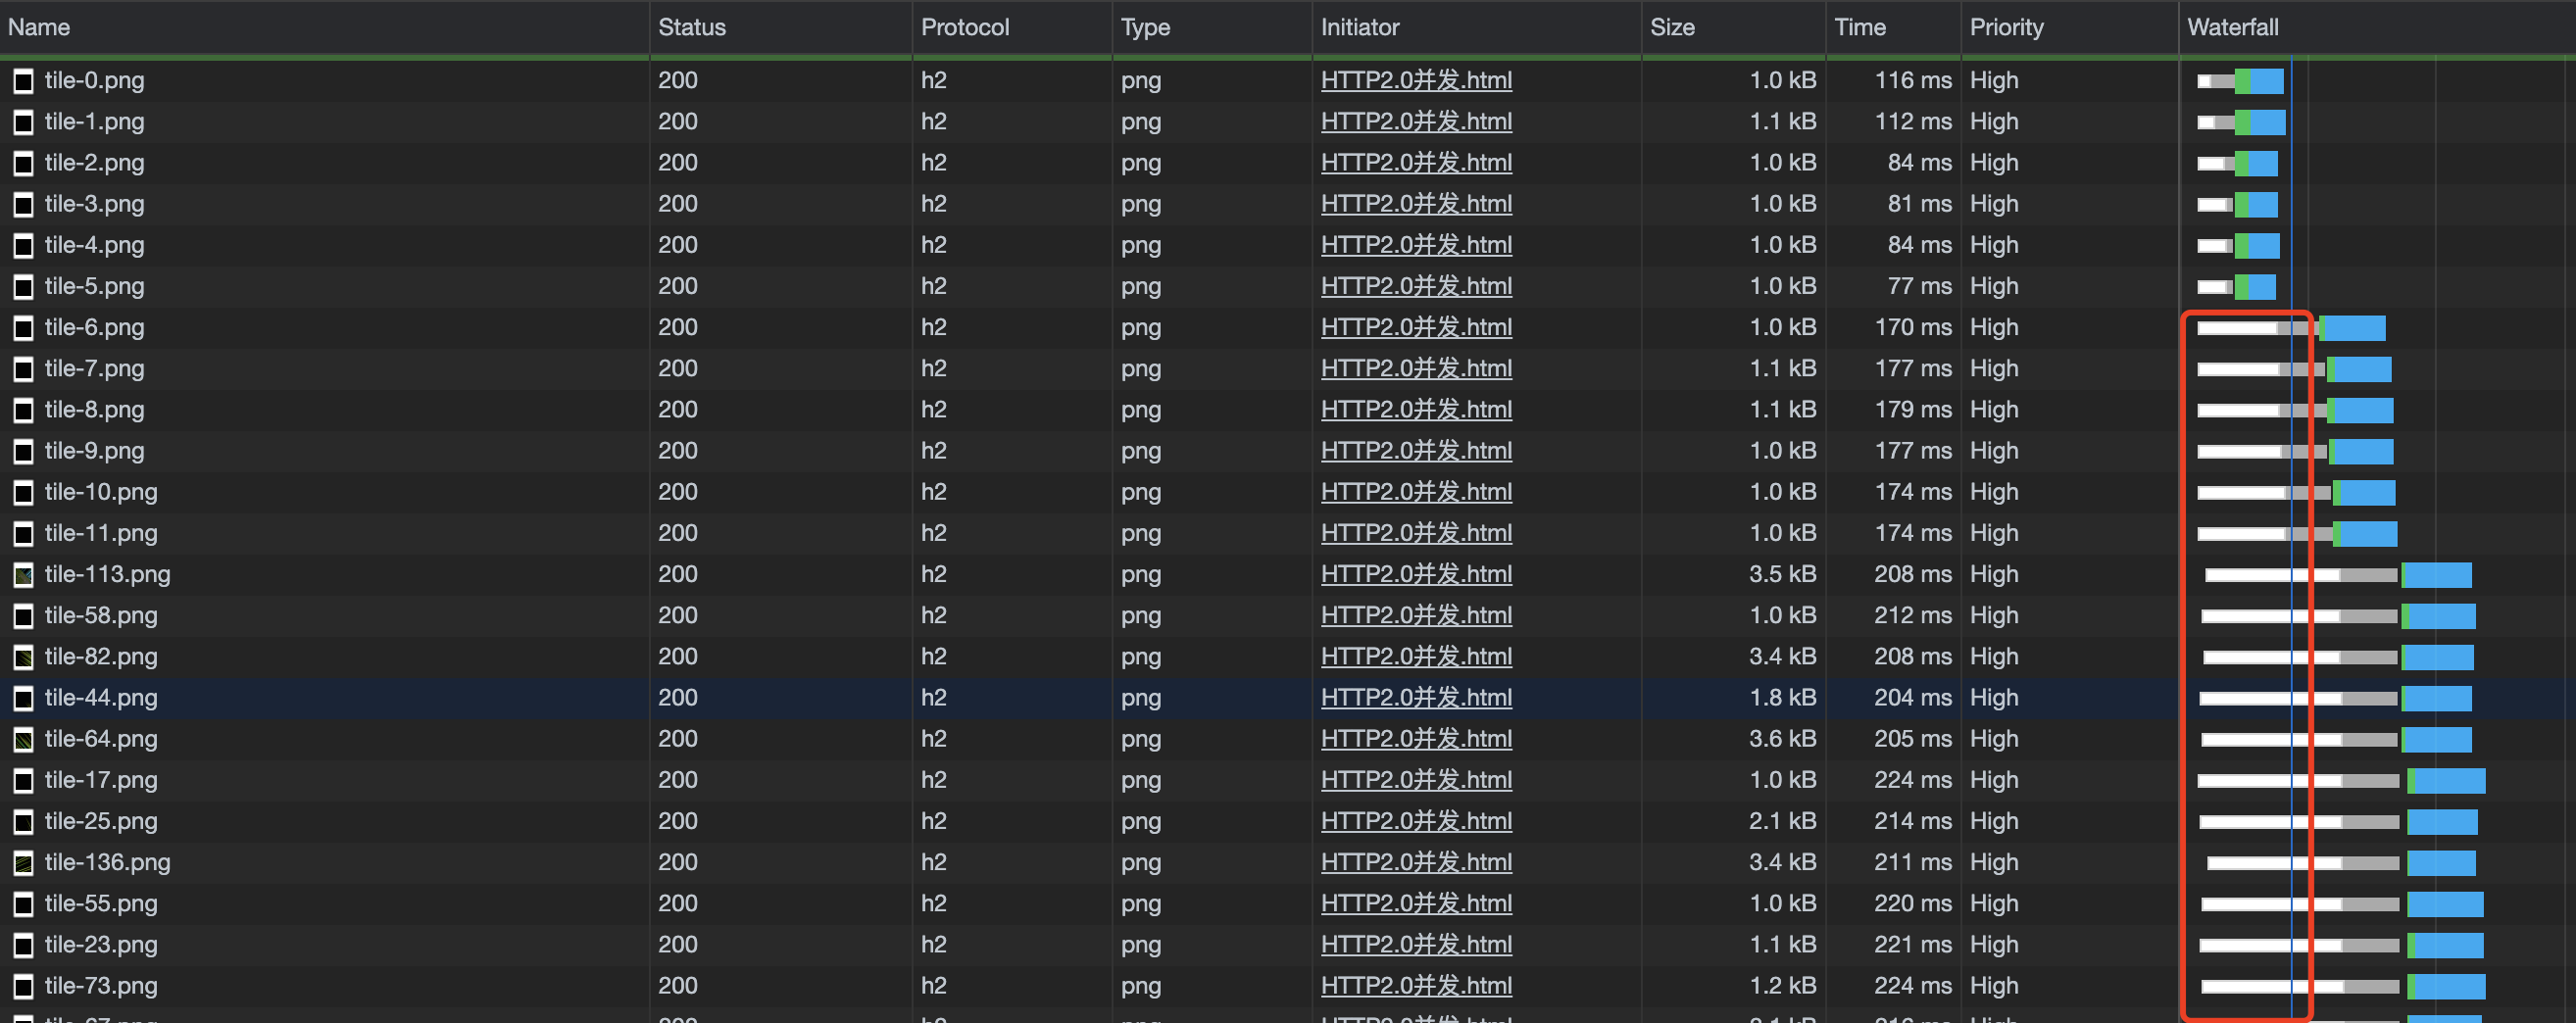 Name Status Protocol Type Initiator Size Time Priority Waterfall
tile-0.png 200 h2 png HTTP2.0并发.html 1.0 kB 116 ms High
tile-1.png 200 h2 png HTTP2.0并发.html 1.1 kB 112 ms High
tile-2.png 200 h2 png HTTP2.0并发.html 1.0 kB 84 ms High
tile-3.png 200 h2 png HTTP2.0并发.html 1.0 kB 81 ms High
tile-4.png 200 h2 png HTTP2.0并发.html 1.0 kB 84 ms High
tile-5.png 200 h2 png HTTP2.0并发.html 1.0 kB 77 ms High
tile-6.png 200 h2 png HTTP2.0并发.html 1.0 kB 170 ms High
tile-7.png 200 h2 png HTTP2.0并发.html 1.1 kB 177 ms High
tile-8.png 200 h2 png HTTP2.0并发.html 1.1 kB 179 ms High
tile-9.png 200 h2 png HTTP2.0并发.html 1.0 kB 177 ms High
tile-10.png 200 h2 png HTTP2.0并发.html 1.0 kB 174 ms High
tile-11.png 200 h2 png HTTP2.0并发.html 1.0 kB 174 ms High
tile-113.png 200 h2 png HTTP2.0并发.html 3.5 kB 208 ms High
tile-58.png 200 h2 png HTTP2.0并发.html 1.0 kB 212 ms High
tile-82.png 200 h2 png HTTP2.0并发.html 3.4 kB 208 ms High
tile-44.png 200 h2 png HTTP2.0并发.html 1.8 kB 204 ms High
tile-64.png 200 h2 png HTTP2.0并发.html 3.6 kB 205 ms High
tile-17.png 200 h2 png HTTP2.0并发.html 1.0 kB 224 ms High
tile-25.png 200 h2 png HTTP2.0并发.html 2.1 kB 214 ms High
tile-136.png 200 h2 png HTTP2.0并发.html 3.4 kB 211 ms High
tile-55.png 200 h2 png HTTP2.0并发.html 1.0 kB 220 ms High
tile-23.png 200 h2 png HTTP2.0并发.html 1.1 kB 221 ms High
tile-73.png 200 h2 png HTTP2.0并发.html 1.2 kB 224 ms High